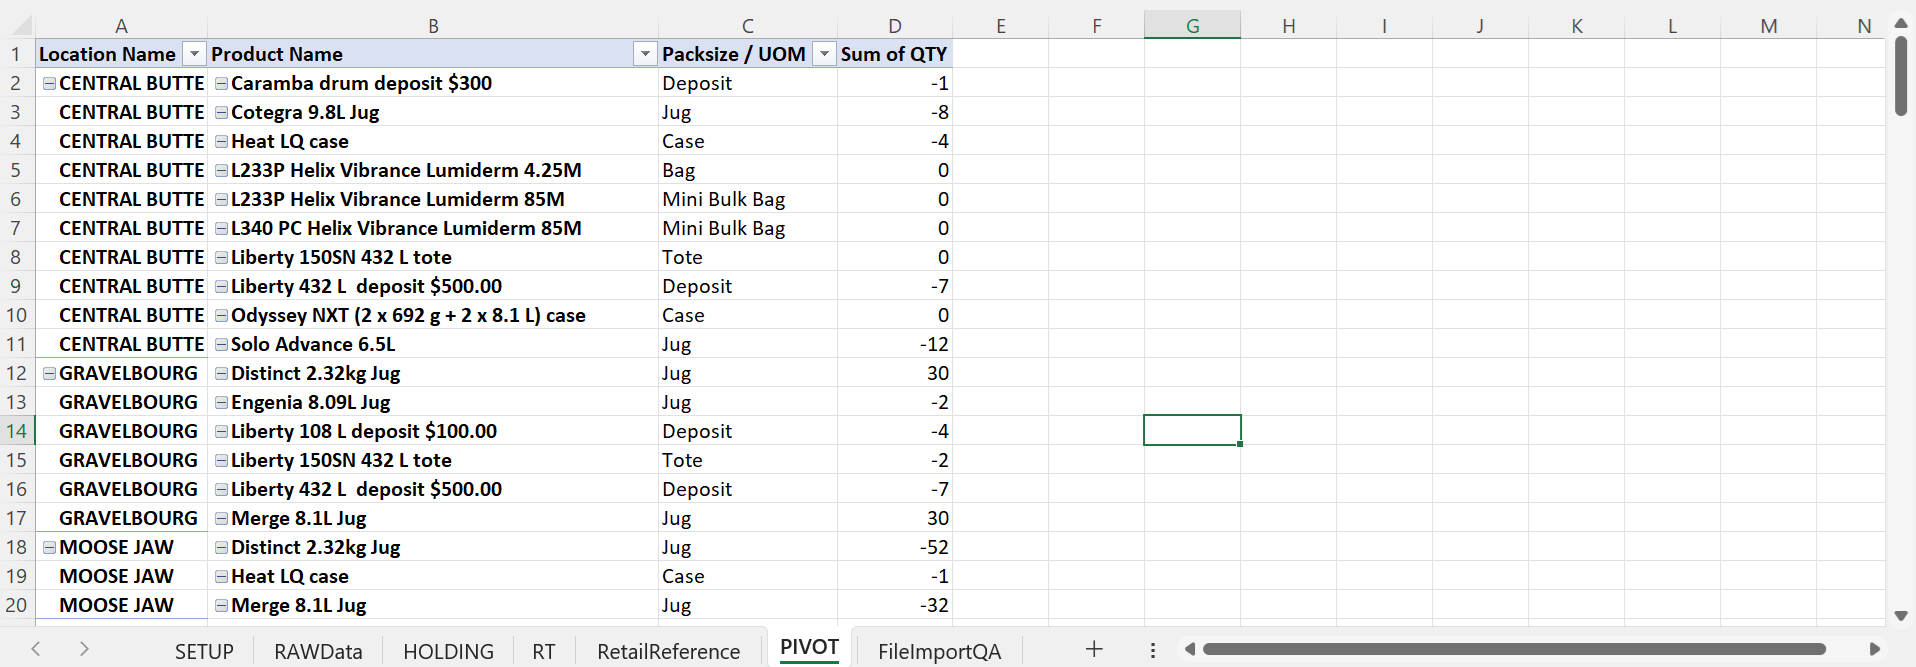 A B C D E F G H I J K L M N
1 Location Name Product Name Packsize / UOM Sum of QTY
2 CENTRAL BUTTE Caramba drum deposit $300 Deposit -1
3 CENTRAL BUTTE Cotegra 9.8L Jug Jug -8
4 CENTRAL BUTTE Heat LQ case Case -4
5 CENTRAL BUTTE L233P Helix Vibrance Lumiderm 4.25M Bag 0
6 CENTRAL BUTTE L233P Helix Vibrance Lumiderm 85M Mini Bulk Bag 0
7 CENTRAL BUTTE L340 PC Helix Vibrance Lumiderm 85M Mini Bulk Bag 0
8 CENTRAL BUTTE Liberty 150SN 432 L tote Tote 0
9 CENTRAL BUTTE Liberty 432 L  deposit $500.00 Deposit -7
10 CENTRAL BUTTE Odyssey NXT (2 x 692 g + 2 x 8.1 L) case Case 0
11 CENTRAL BUTTE Solo Advance 6.5L Jug -12
12 GRAVELBOURG Distinct 2.32kg Jug Jug 30
13 GRAVELBOURG Engenia 8.09L Jug Jug -2
14 GRAVELBOURG Liberty 108 L deposit $100.00 Deposit -4
15 GRAVELBOURG Liberty 150SN 432 L tote Tote -2
16 GRAVELBOURG Liberty 432 L  deposit $500.00 Deposit -7
17 GRAVELBOURG Merge 8.1L Jug Jug 30
18 MOOSE JAW Distinct 2.32kg Jug Jug -52
19 MOOSE JAW Heat LQ case Case -1
20 MOOSE JAW Merge 8.1L Jug Jug -32
SETUP RAWData HOLDING RT RetailReference PIVOT FileImportQA